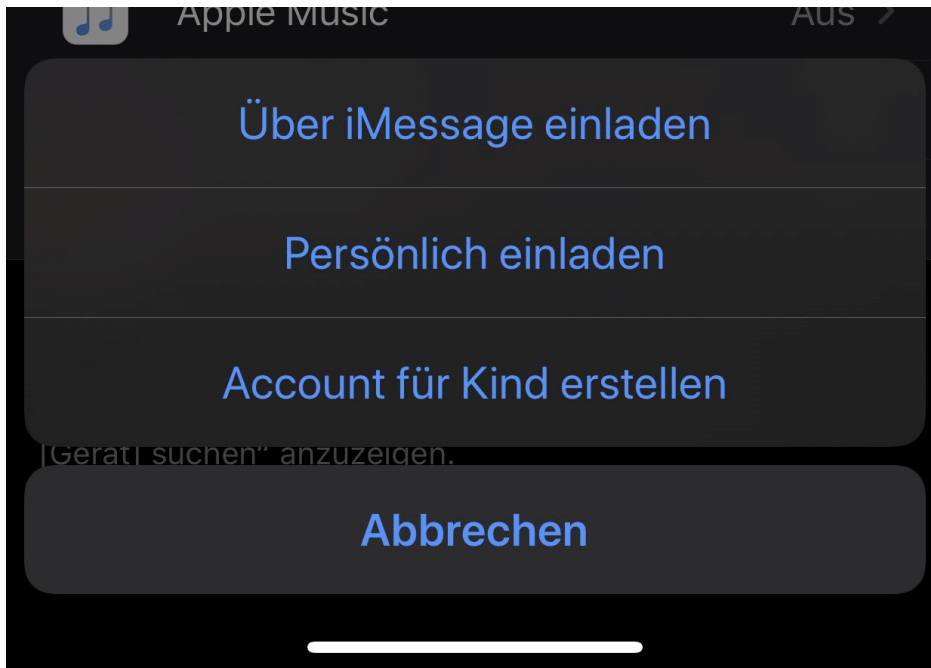 Apple Music Aus
Über iMessage einladen
Persönlich einladen
Account für Kind erstellen
[Gerät] suchen“ anzuzeigen.
Abbrechen